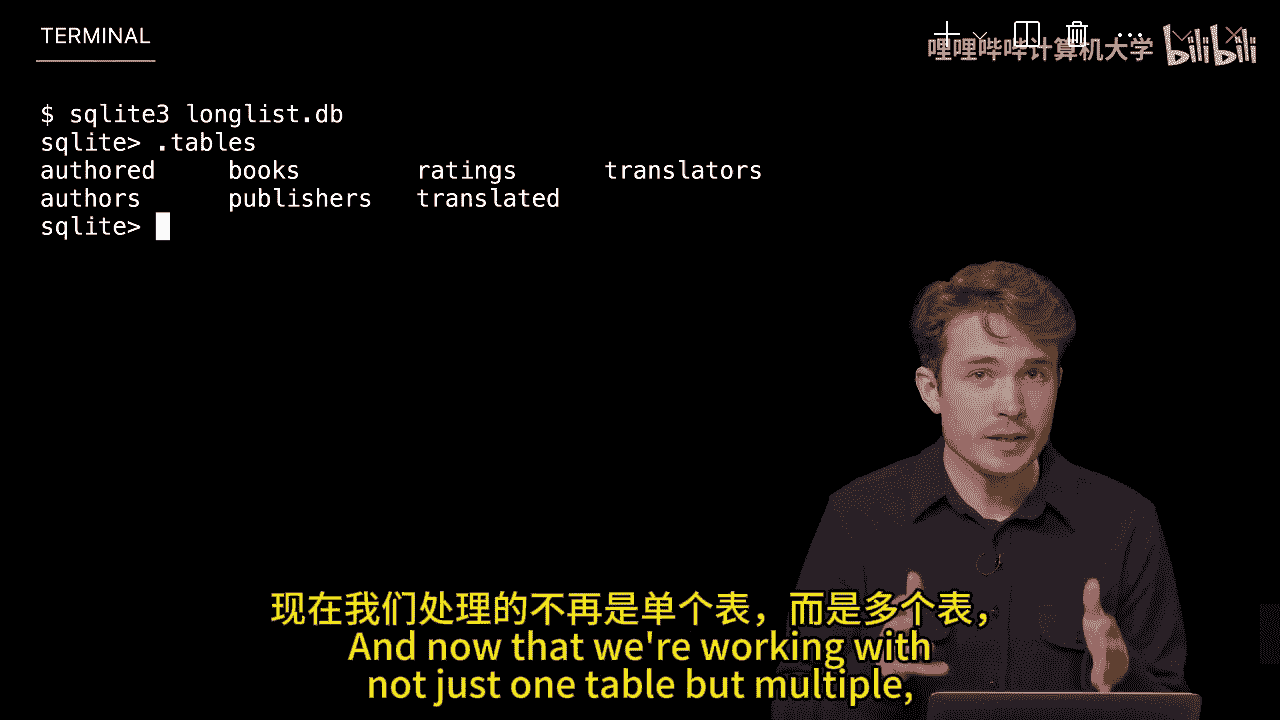 TERMINAL
哩哩哔哔计算机大学 bilibili
$ sqlite3 longlist.db
sqlite> .tables
authored books ratings translators
authors publishers translated
sqlite>
现在我们处理的不再是单个表，而是多个表，
And now that we're working with
not just one table but multiple,